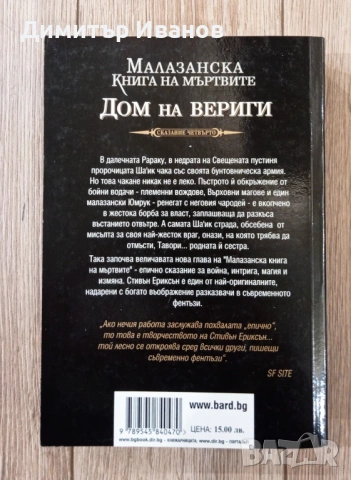 Димитър Иванов
МАЛАЗАНСКА
КНИГА НА МЪРТВИТЕ
ДОМ НА ВЕРИГИ
СКАЗАНИЕ ЧЕТВЪРТО
В далечната Рараку, в недрата на Свещената пустиня
пророчицата Ша'ик чака със своята бунтовническа армия.
Но това чакане никак не е леко. Пъстрото ѝ обкръжение от
бойни водачи - племенни вождове, Върховни магове и един
малазански Юмрук - ренегат с неговия чародей - е вкопчено
в жестока борба за власт, заплашваща да разкъса
въстанието отвътре. А самата Ша'ик страда, обсебена от
мисълта за своя най-жесток враг, онази, на която трябва да
отмъсти, Тавори... родната ѝ сестра.
Така започва величавата нова глава на "Малазанска книга
на мъртвите" - епично сказание за война, интрига, магия и
измяна. Стивън Ериксън е един от най-оригиналните,
надарени с богато въображение разказвачи в съвременното
фентъзи.
„Ако нечия работа заслужава похвалата „епично",
то това е творчеството на Стивън Ериксън...
той лесно се откроява сред всички други, пишещи
съвременно фентъзи"
SF SITE
www.bard.bg
ЦЕНА: 15.00 лв.
9789545840470
bazar.bg